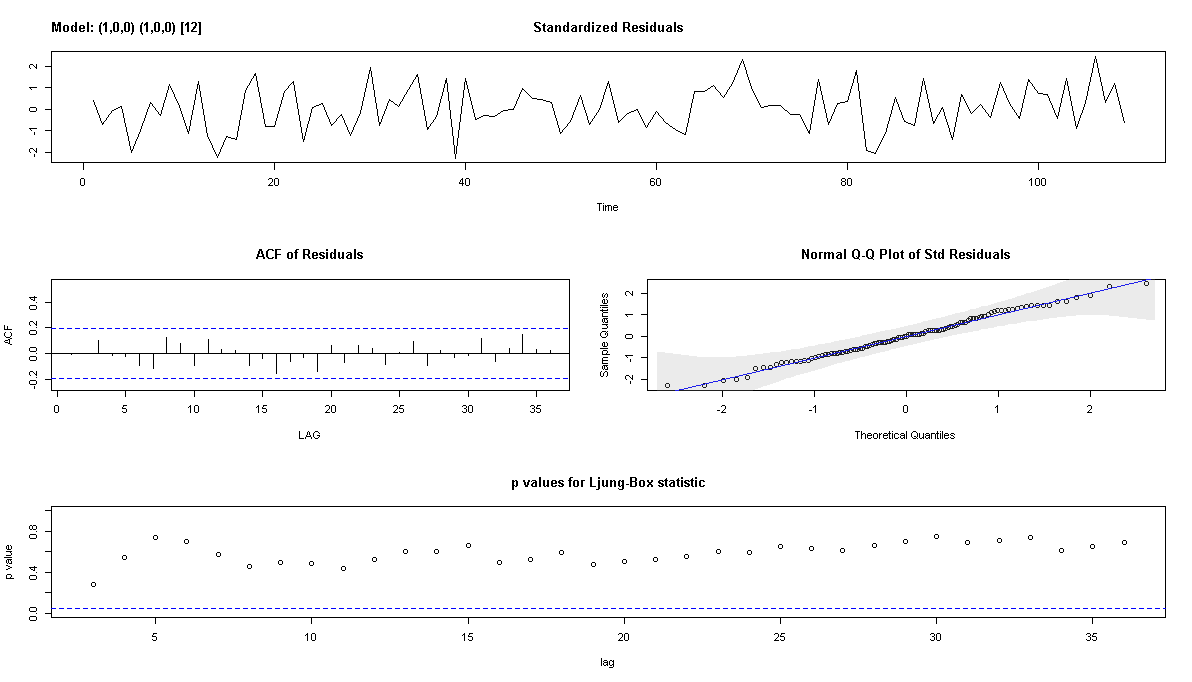 Model: (1,0,0) (1,0,0) [12] Standardized Residuals
2
1
0
-1
-2
0 20 40 60 80 100
Time
ACF of Residuals
ACF
0.4
0.2
0.0
-0.2
0 5 10 15 20 25 30 35
LAG
Normal Q-Q Plot of Std Residuals
Sample Quantiles
2
1
0
-1
-2
-2 -1 0 1 2
Theoretical Quantiles
p values for Ljung-Box statistic
p value
0.8
0.4
0.0
5 10 15 20 25 30 35
lag